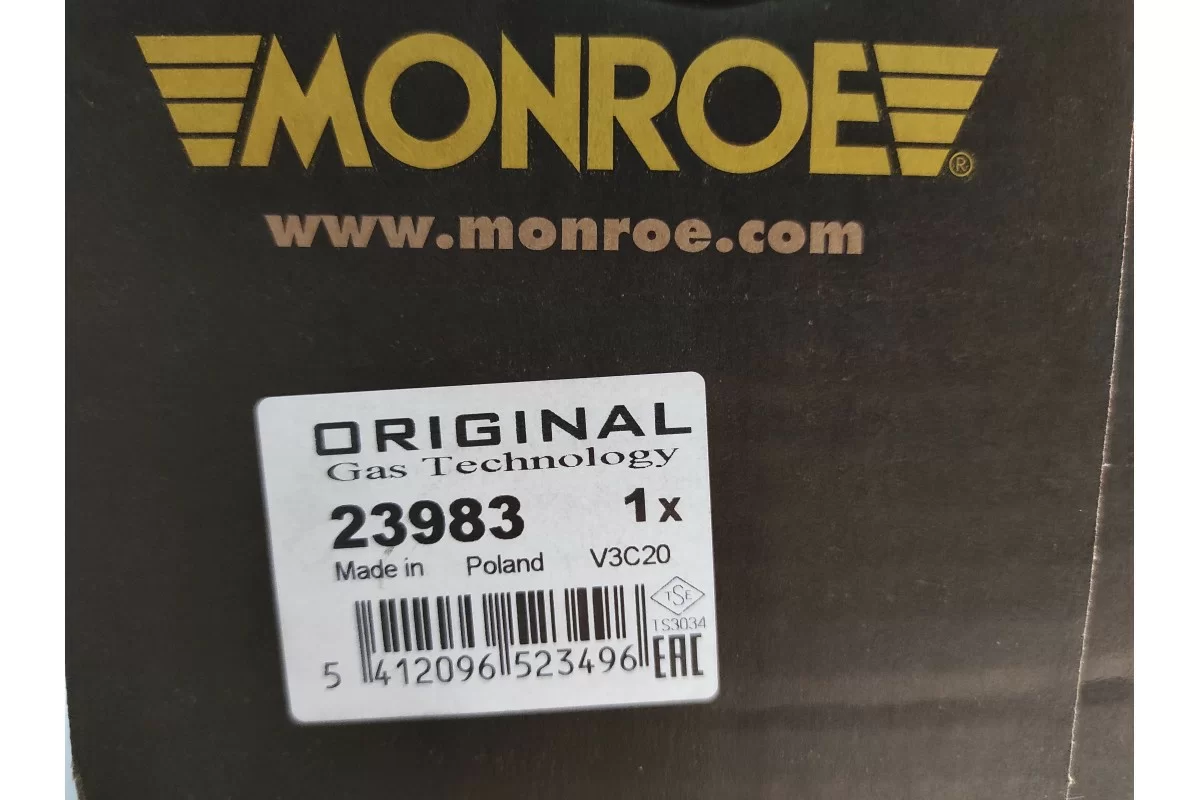 MONROE®
www.monroe.com
ORIGINAL
Gas Technology
23983 1x
Made in Poland V3C20
TSE
TS3034
5 412096 523496
EAC